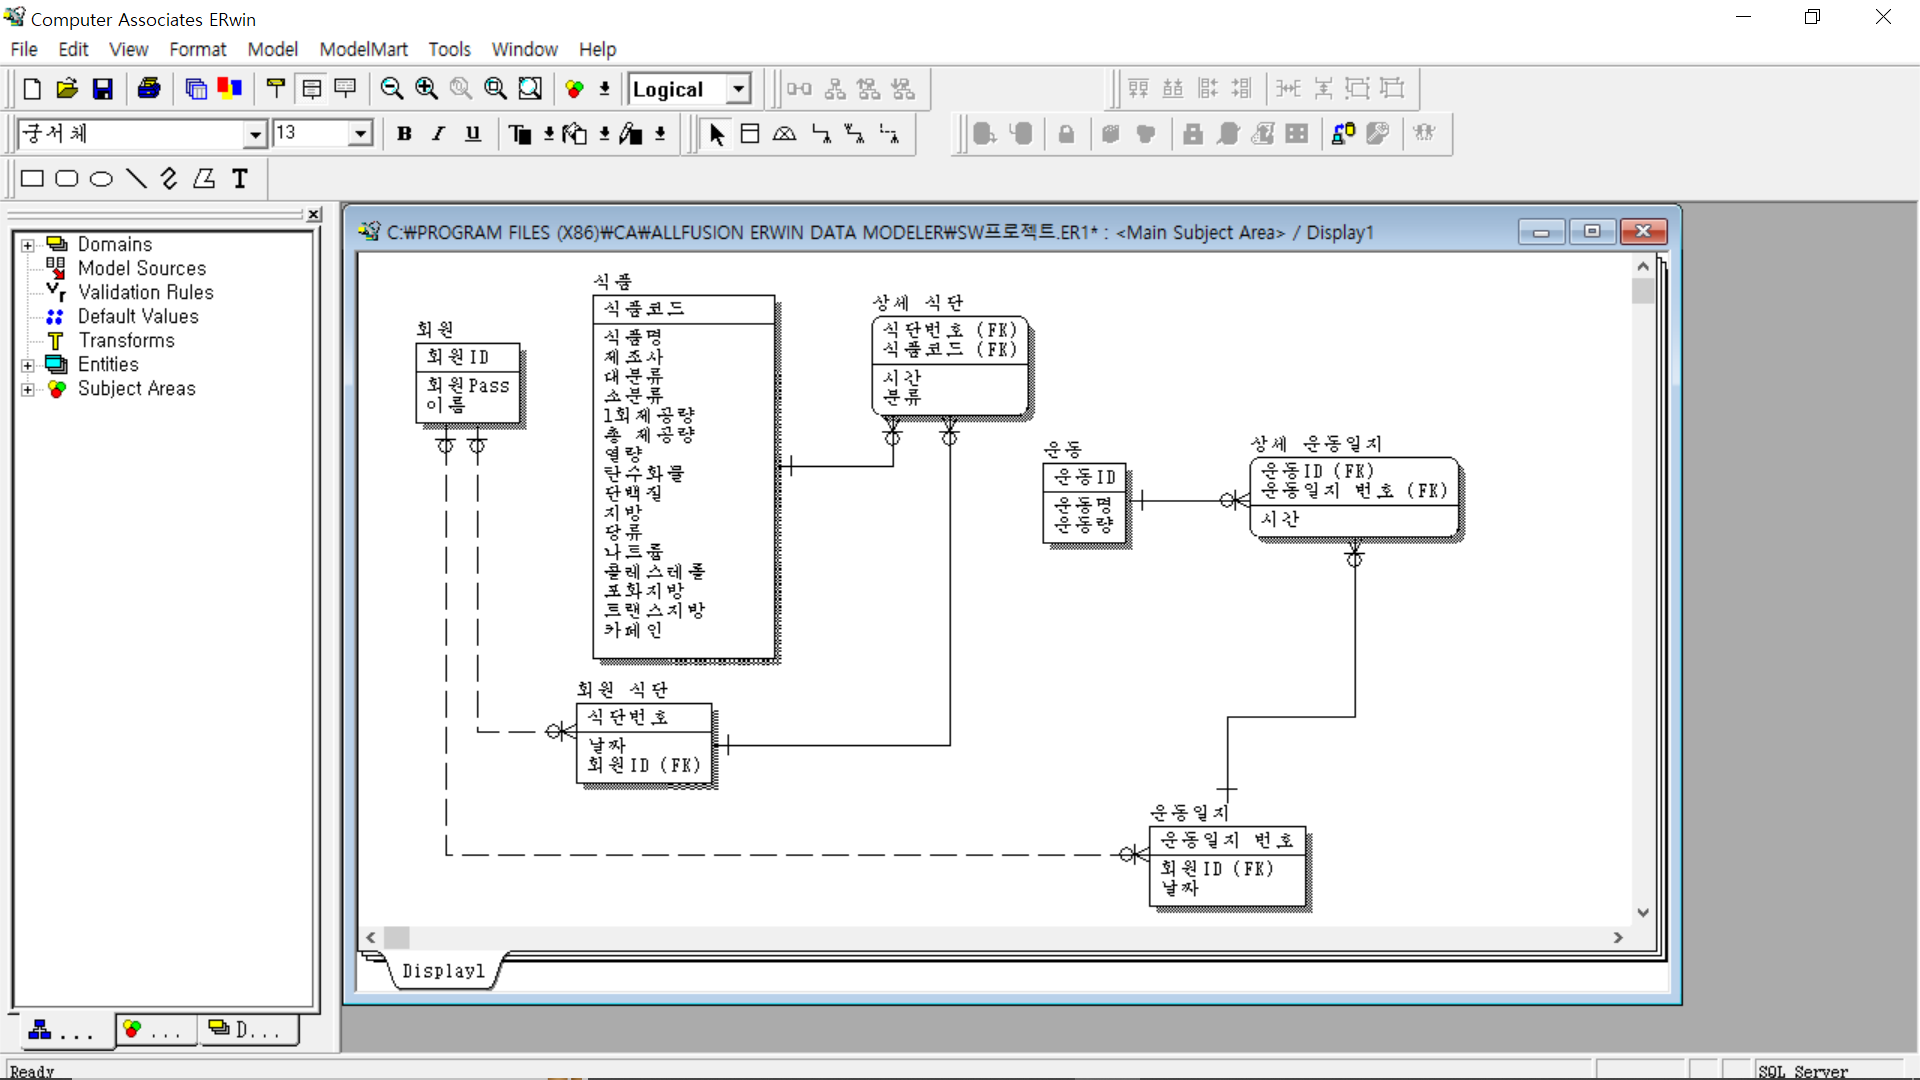 Computer Associates ERwin
File Edit View Format Model ModelMart Tools Window Help
Logical
궁서체 13 B I U
T
Domains
Model Sources
Validation Rules
Default Values
Transforms
Entities
Subject Areas
... ... D...
C:₩PROGRAM FILES (X86)₩CA₩ALLFUSION ERWIN DATA MODELER₩SW프로젝트.ER1* : <Main Subject Area> / Display1
회원
회원ID
회원Pass
이름
식품
식품코드
식품명
제조사
대분류
소분류
1회제공량
총 제공량
열량
탄수화물
단백질
지방
당류
나트륨
콜레스테롤
포화지방
트랜스지방
카페인
상세 식단
식단번호 (FK)
식품코드 (FK)
시간
분류
운동
운동ID
운동명
운동량
상세 운동일지
운동ID (FK)
운동일지 번호 (FK)
시간
회원 식단
식단번호
날짜
회원ID (FK)
운동일지
운동일지 번호
회원ID (FK)
날짜
Display1
Ready
SQL Server